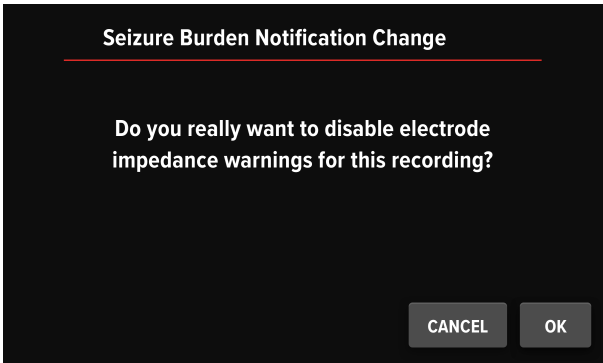 Seizure Burden Notification Change
Do you really want to disable electrode
impedance warnings for this recording?
CANCEL
OK